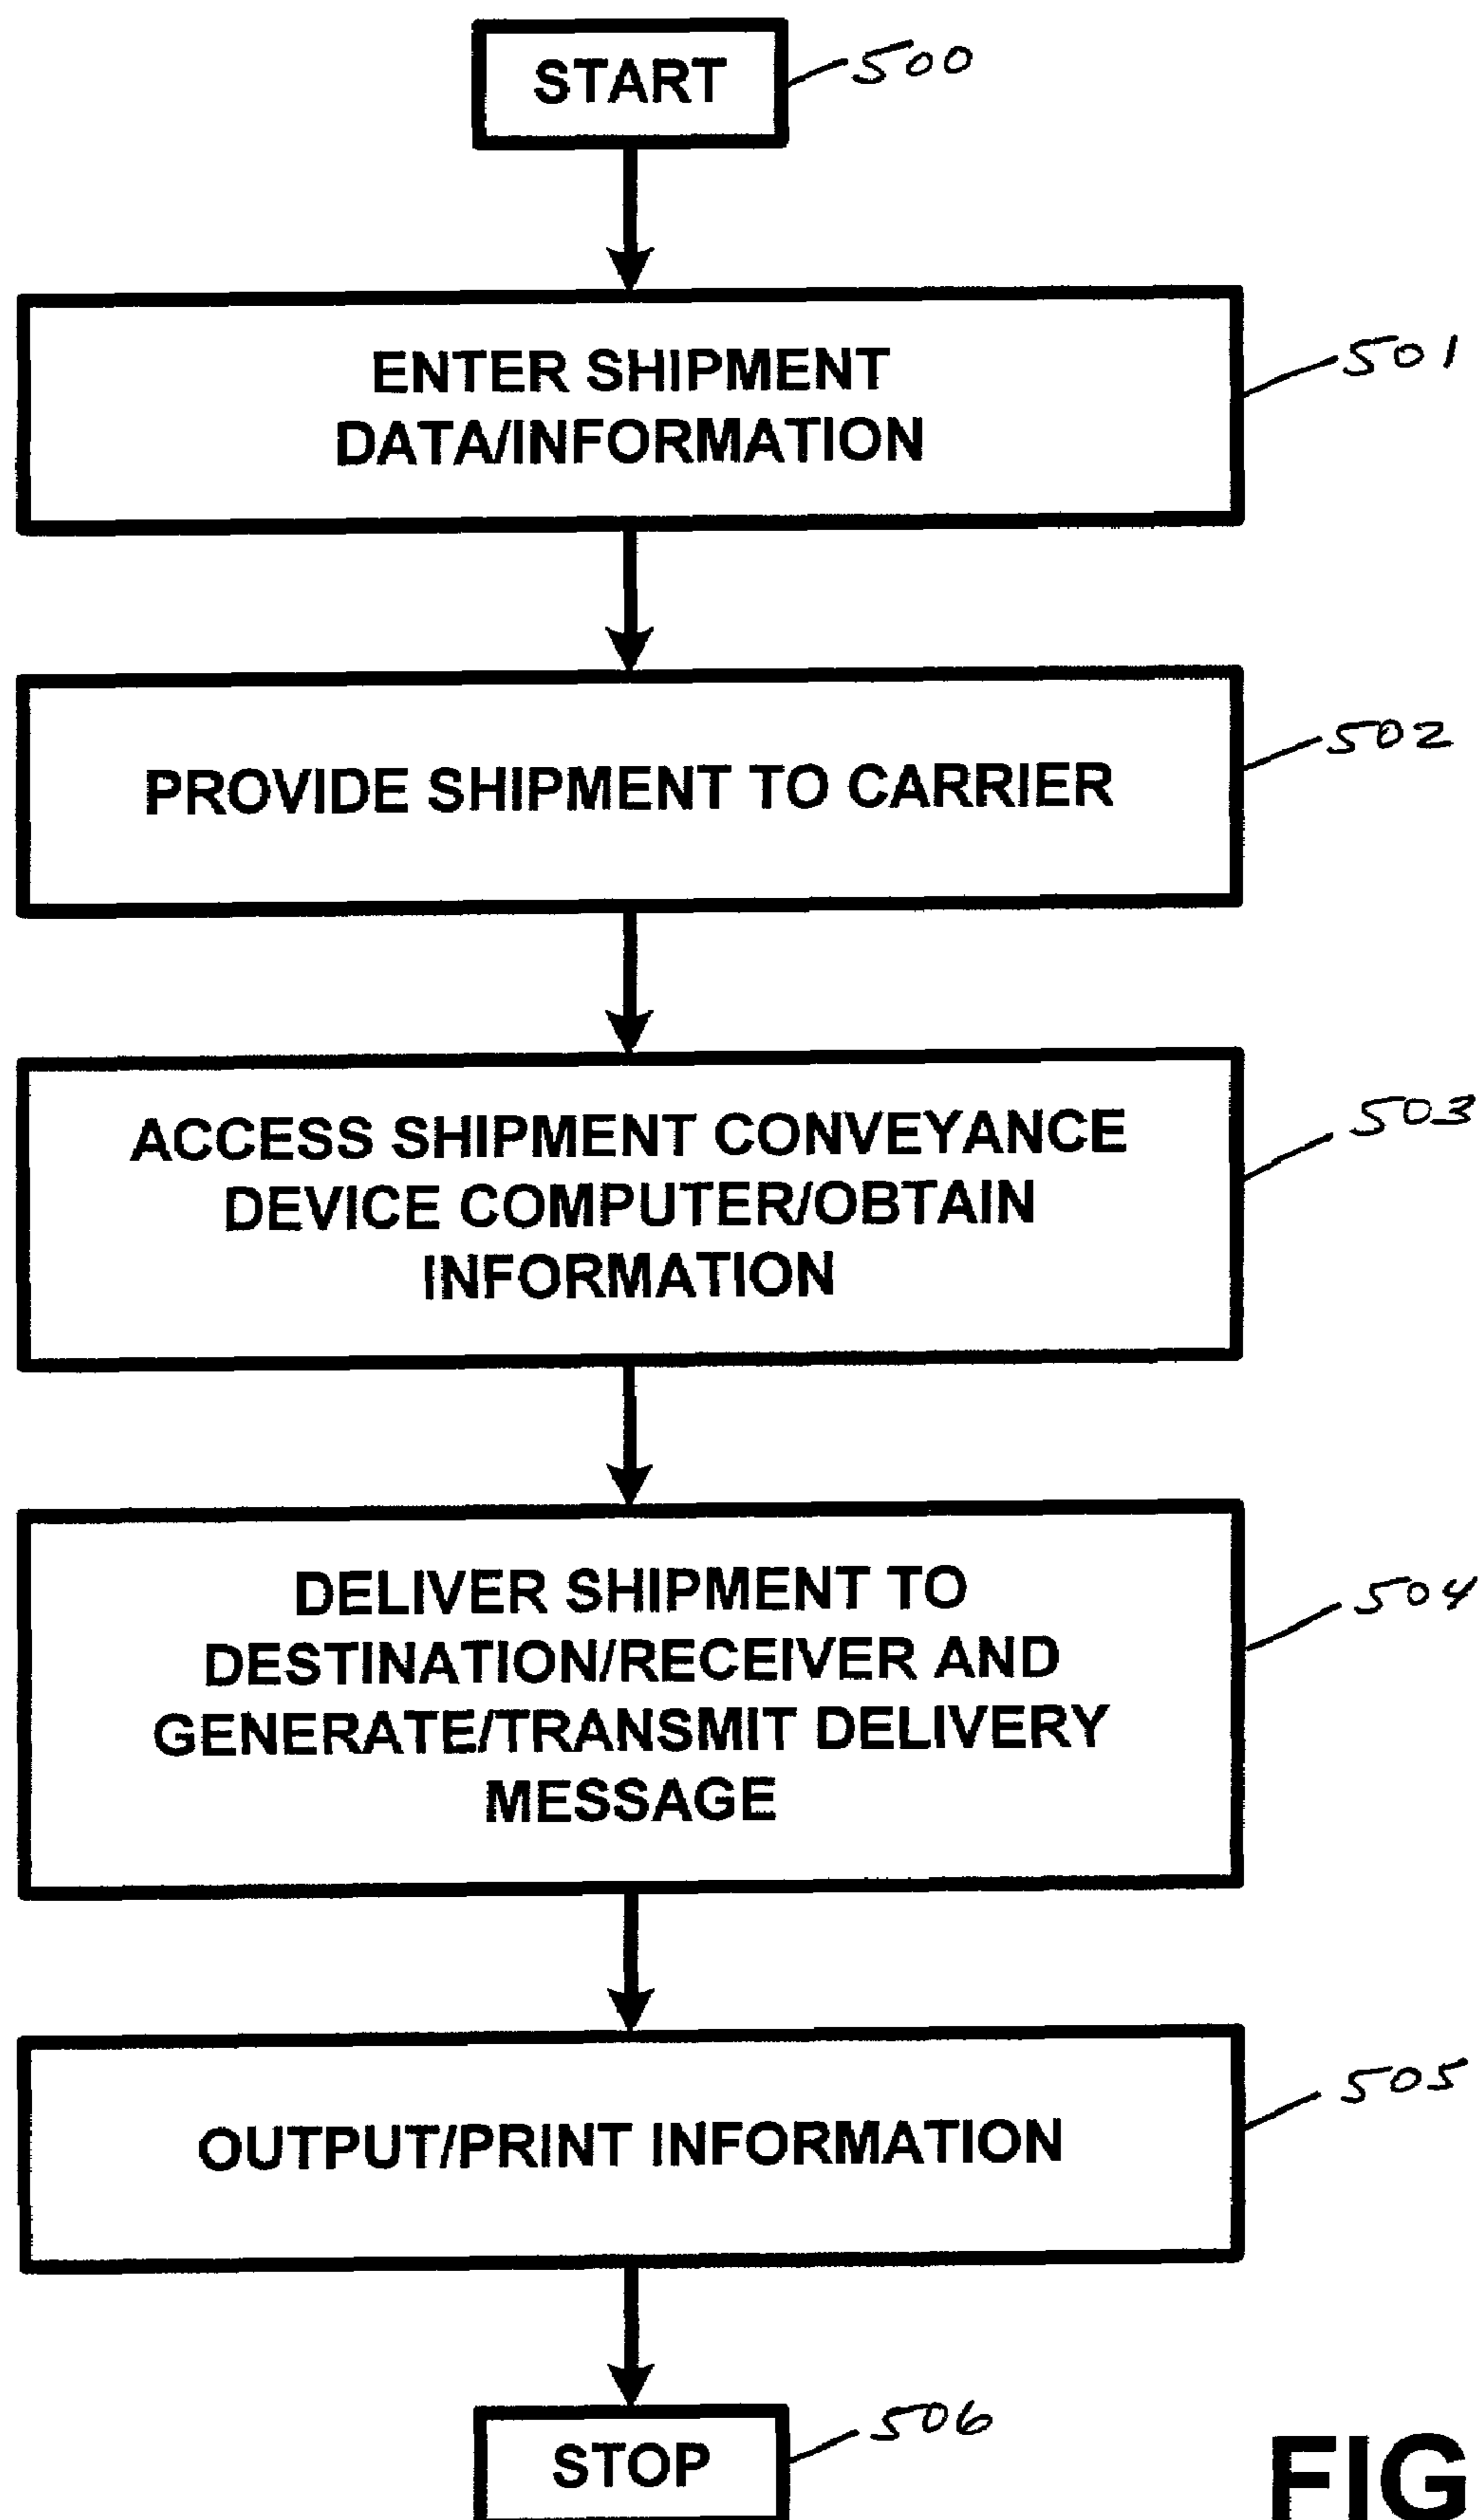 START
500
ENTER SHIPMENT
DATA/INFORMATION
501
PROVIDE SHIPMENT TO CARRIER
502
ACCESS SHIPMENT CONVEYANCE
DEVICE COMPUTER/OBTAIN
INFORMATION
503
DELIVER SHIPMENT TO
DESTINATION/RECEIVER AND
GENERATE/TRANSMIT DELIVERY
MESSAGE
504
OUTPUT/PRINT INFORMATION
505
STOP
506
FIG